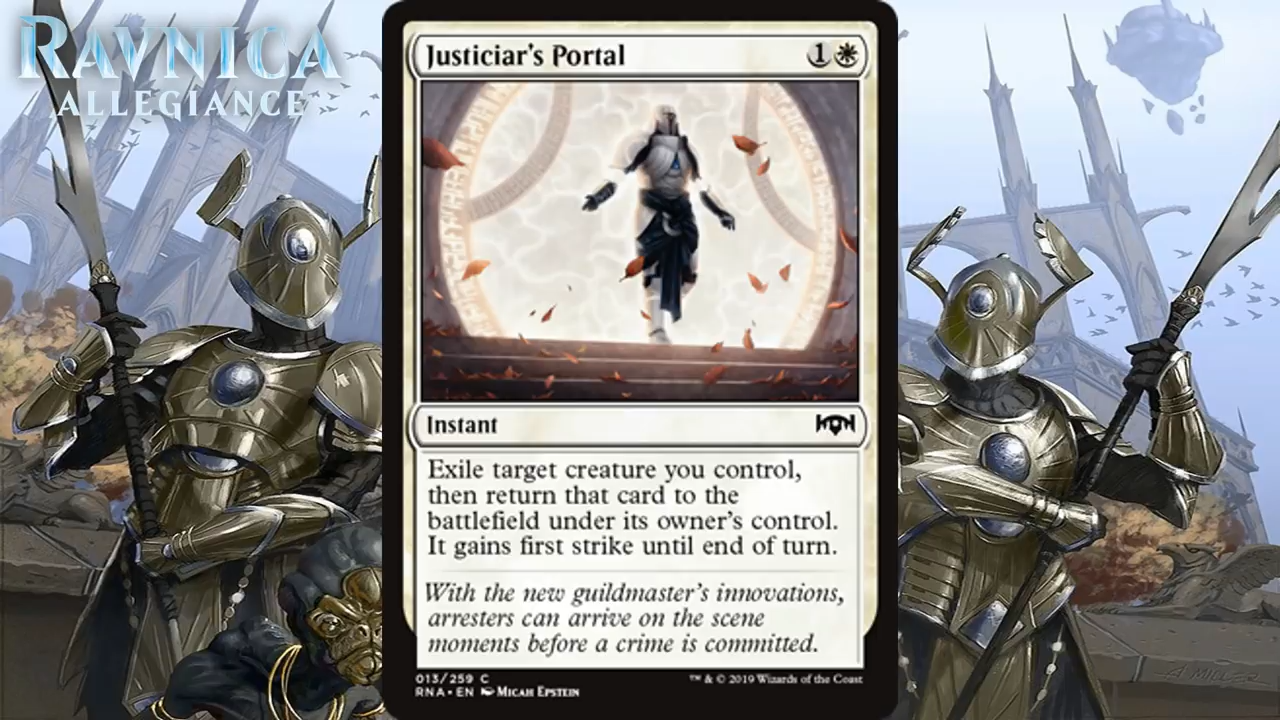 RAVNICA
ALLEGIANCE
Justiciar's Portal 1
Instant
Exile target creature you control,
then return that card to the
battlefield under its owner's control.
It gains first strike until end of turn.
With the new guildmaster's innovations,
arresters can arrive on the scene
moments before a crime is committed.
013/259 C
RNA • EN Micah Epstein
™ & © 2019 Wizards of the Coast
A. MILLER